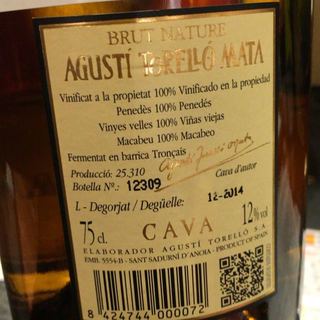 BRUT NATURE
AGUSTÍ TORELLÓ MATA
Vinificat a la propietat 100% Vinificado en la propiedad
Penedès 100% Penedés
Vinyes velles 100% Viñas viejas
Macabeu 100% Macabeo
Fermentat en barrica Tronçais
Producció: 25.310
Botella Nº.: 12309
Cava d'autor
L - Degorjat / Degüelle: 12-2014
75 cl. CAVA 12% vol
ELABORADOR AGUSTÍ TORELLÓ S.A.
EMB. 5554-B - SANT SADURNÍ D'ANOIA - PRODUCT OF SPAIN
8 424744 000072